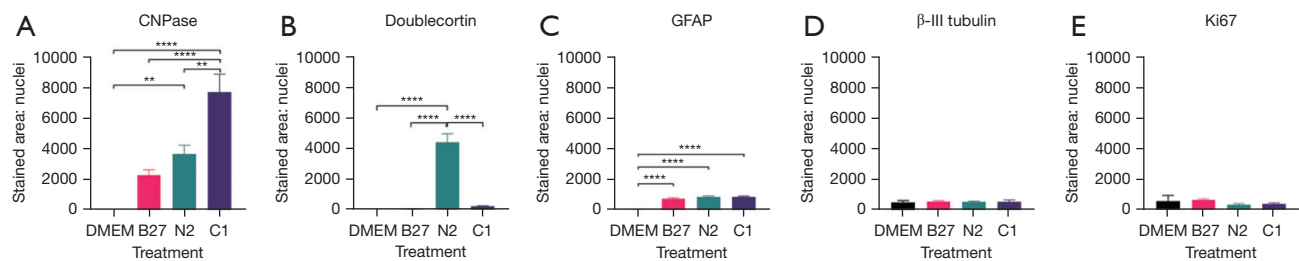 A
CNPase
Stained area: nuclei
10000
8000
6000
4000
2000
0
****
****
**
**
DMEM B27 N2 C1
Treatment
B
Doublecortin
Stained area: nuclei
10000
8000
6000
4000
2000
0
****
**** ****
DMEM B27 N2 C1
Treatment
C
GFAP
Stained area: nuclei
10000
8000
6000
4000
2000
0
****
****
****
DMEM B27 N2 C1
Treatment
D
β-III tubulin
Stained area: nuclei
10000
8000
6000
4000
2000
0
DMEM B27 N2 C1
Treatment
E
Ki67
Stained area: nuclei
10000
8000
6000
4000
2000
0
DMEM B27 N2 C1
Treatment